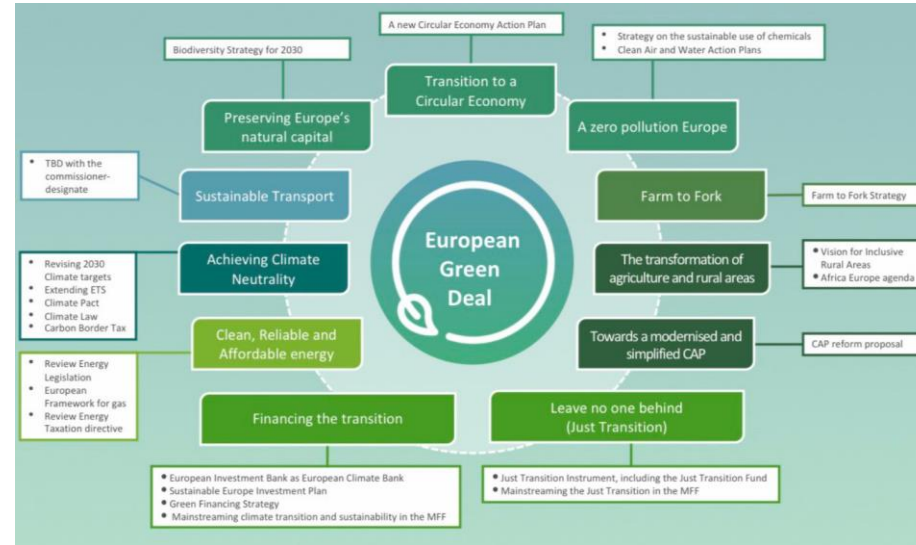 A new Circular Economy Action Plan
Biodiversity Strategy for 2030
• Strategy on the sustainable use of chemicals
• Clean Air and Water Action Plans
Transition to a
Circular Economy
Preserving Europe's
natural capital
A zero pollution Europe
• TBD with the
commissioner-
designate
Sustainable Transport
Farm to Fork
Farm to Fork Strategy
European
Green
Deal
• Revising 2030
Climate targets
• Extending ETS
• Climate Pact
• Climate Law
• Carbon Border Tax
Achieving Climate
Neutrality
The transformation of
agriculture and rural areas
• Vision for Inclusive
Rural Areas
• Africa Europe agenda
Clean, Reliable and
Affordable energy
Towards a modernised and
simplified CAP
CAP reform proposal
• Review Energy
Legislation
• European
Framework for gas
• Review Energy
Taxation directive
Financing the transition
Leave no one behind
(Just Transition)
• European Investment Bank as European Climate Bank
• Sustainable Europe Investment Plan
• Green Financing Strategy
• Mainstreaming climate transition and sustainability in the MFF
• Just Transition Instrument, including the Just Transition Fund
• Mainstreaming the Just Transition in the MFF